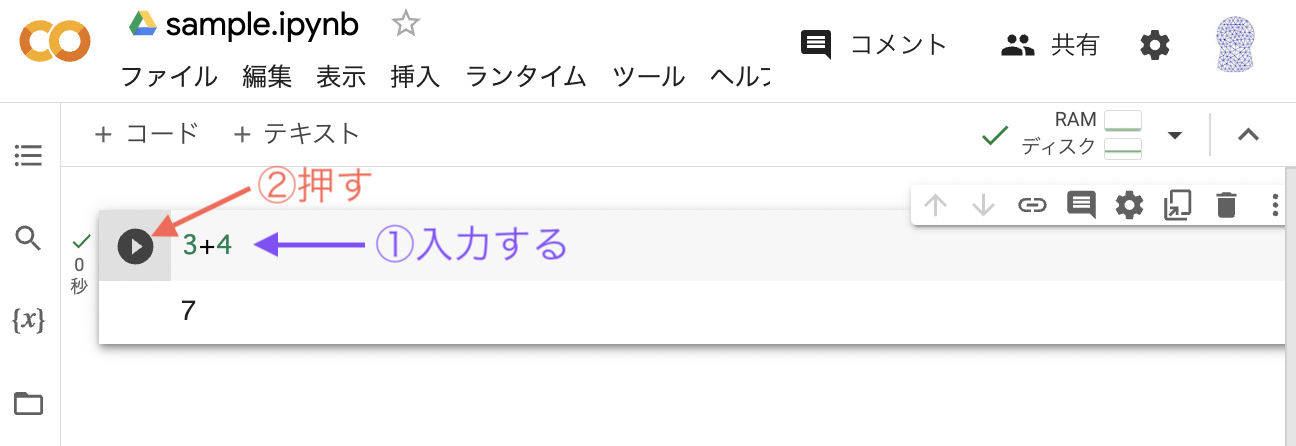 sample.ipynb
コメント 共有
ファイル 編集 表示 挿入 ランタイム ツール ヘルプ
+ コード + テキスト
RAM
ディスク
②押す
3+4 ①入力する
0
秒
7
{x}